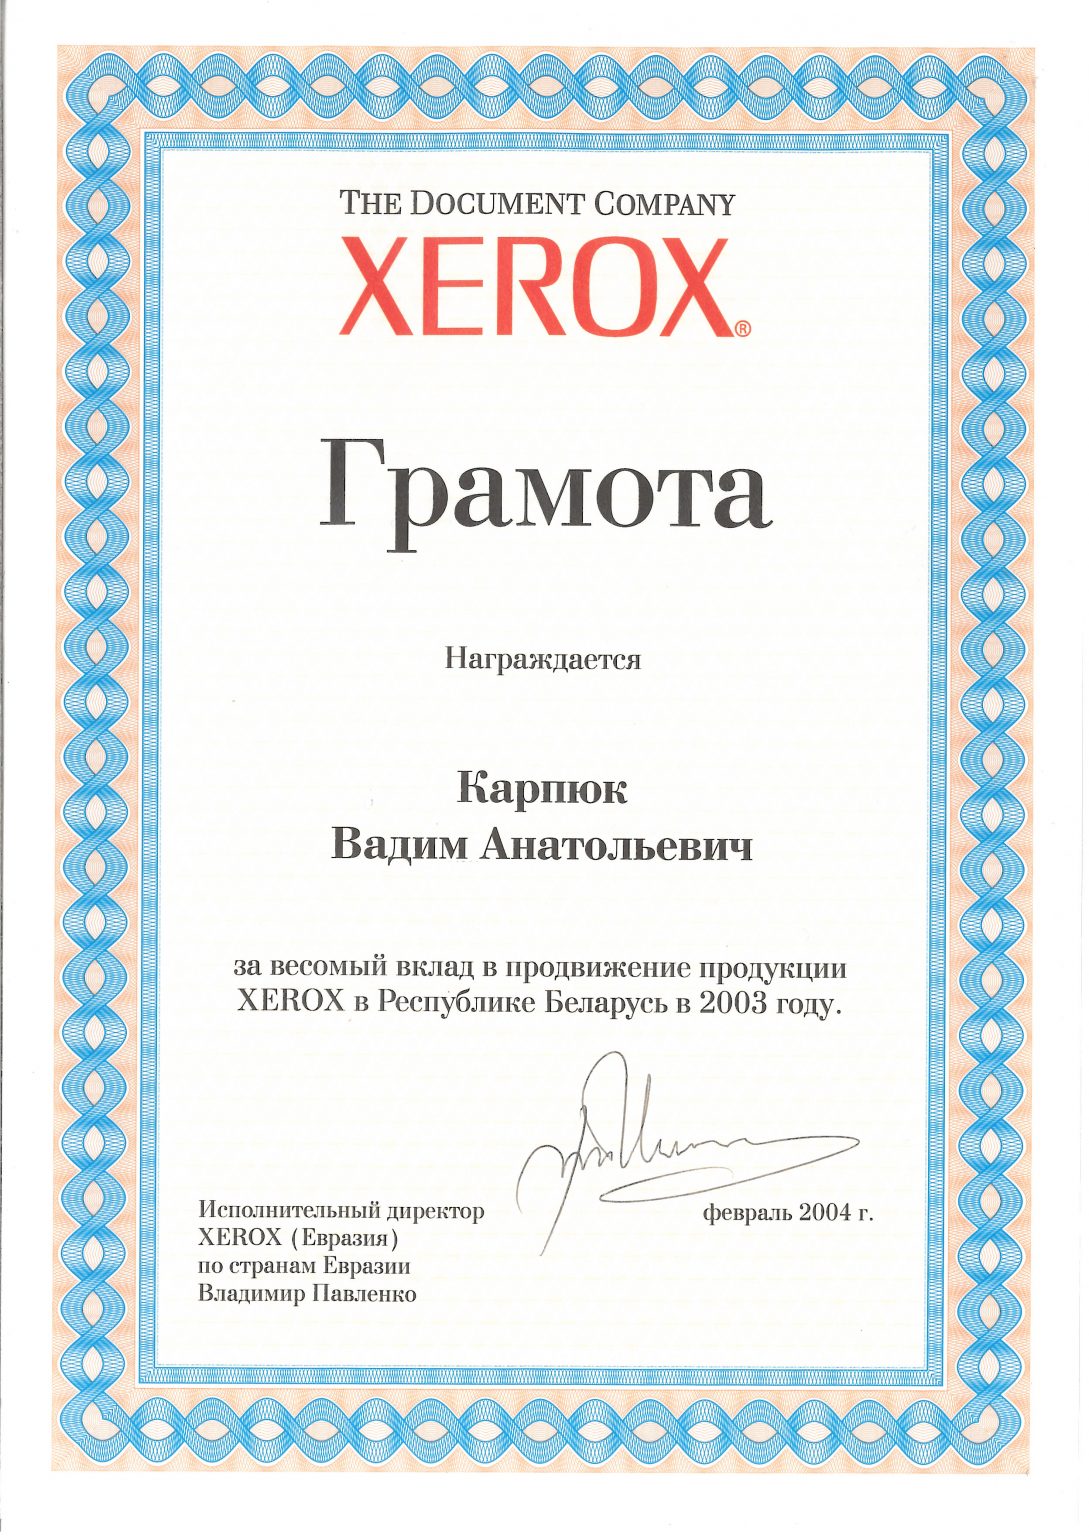 THE DOCUMENT COMPANY
XEROX®
Грамота
Награждается
Карпюк
Вадим Анатольевич
за весомый вклад в продвижение продукции
XEROX в Республике Беларусь в 2003 году.
Исполнительный директор
XEROX (Евразия)
по странам Евразии
Владимир Павленко
февраль 2004 г.